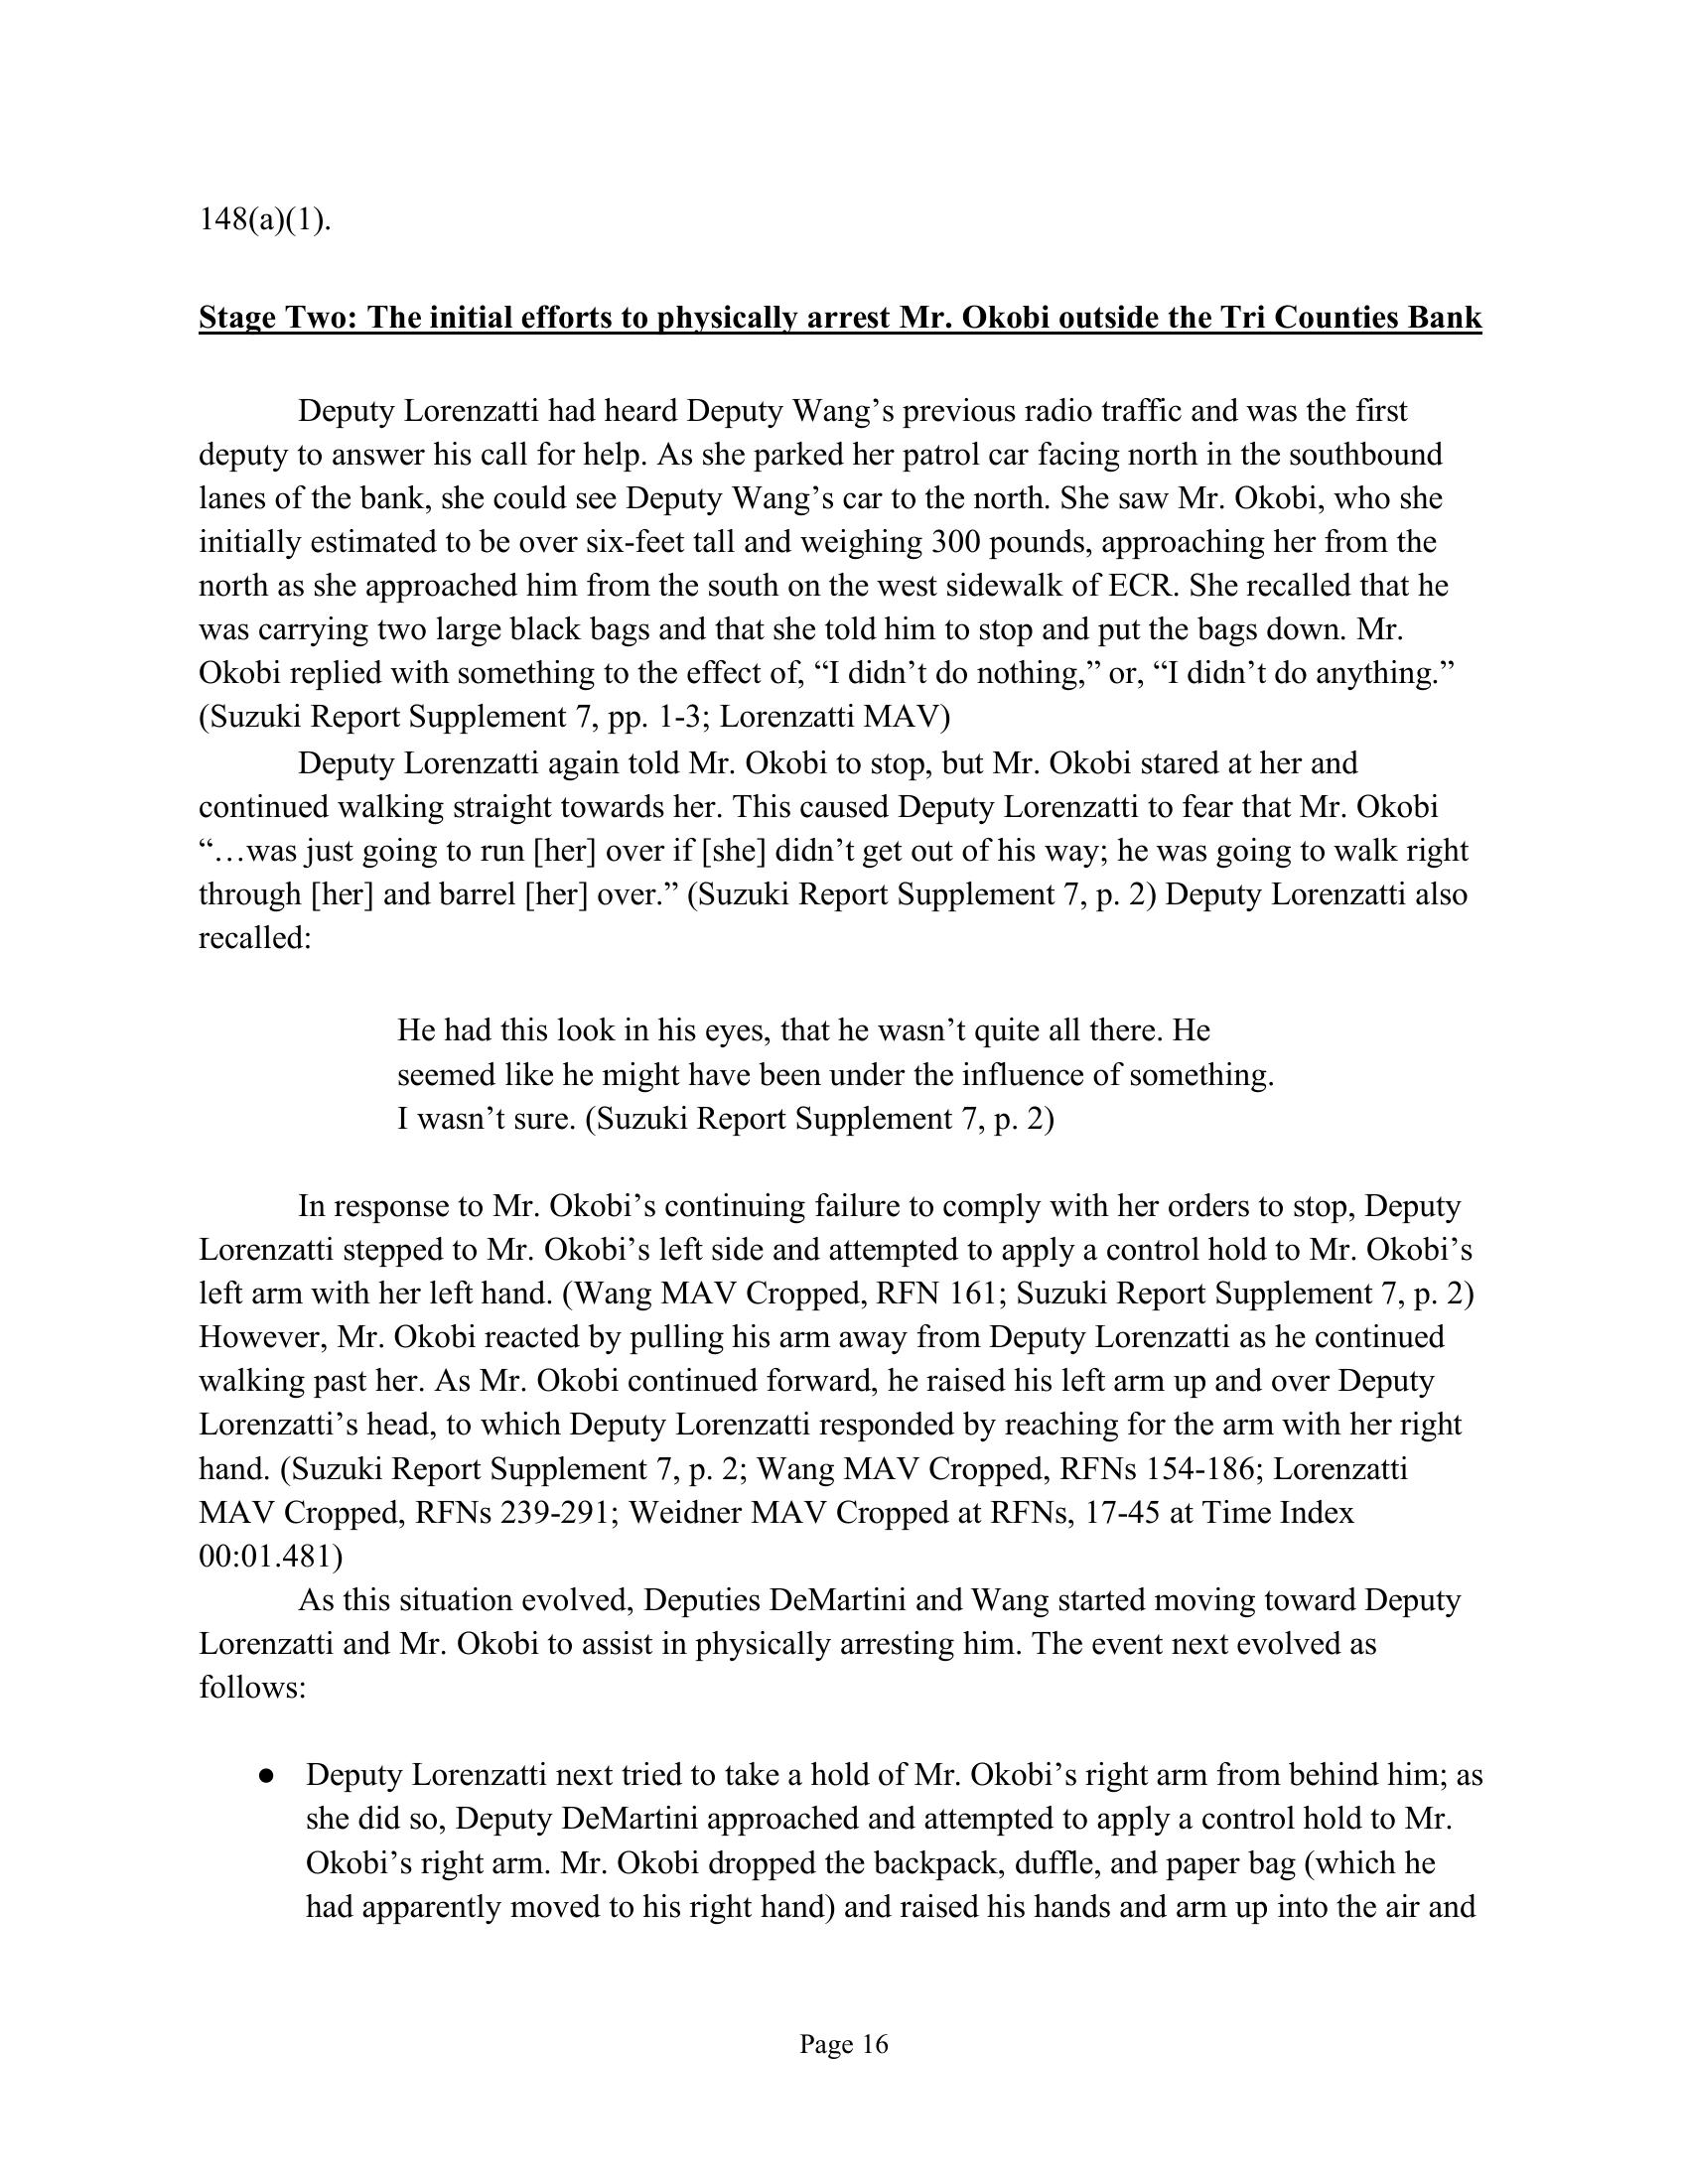 148(a)(1).
Stage Two: The initial efforts to physically arrest Mr. Okobi outside the Tri Counties Bank
Deputy Lorenzatti had heard Deputy Wang’s previous radio traffic and was the first
deputy to answer his call for help. As she parked her patrol car facing north in the southbound
lanes of the bank, she could see Deputy Wang’s car to the north. She saw Mr. Okobi, who she
initially estimated to be over six-feet tall and weighing 300 pounds, approaching her from the
north as she approached him from the south on the west sidewalk of ECR. She recalled that he
was carrying two large black bags and that she told him to stop and put the bags down. Mr.
Okobi replied with something to the effect of, “I didn’t do nothing,” or, “I didn’t do anything.”
(Suzuki Report Supplement 7, pp. 1-3; Lorenzatti MAV)
Deputy Lorenzatti again told Mr. Okobi to stop, but Mr. Okobi stared at her and
continued walking straight towards her. This caused Deputy Lorenzatti to fear that Mr. Okobi
“…was just going to run [her] over if [she] didn’t get out of his way; he was going to walk right
through [her] and barrel [her] over.” (Suzuki Report Supplement 7, p. 2) Deputy Lorenzatti also
recalled:
He had this look in his eyes, that he wasn’t quite all there. He
seemed like he might have been under the influence of something.
I wasn’t sure. (Suzuki Report Supplement 7, p. 2)
In response to Mr. Okobi’s continuing failure to comply with her orders to stop, Deputy
Lorenzatti stepped to Mr. Okobi’s left side and attempted to apply a control hold to Mr. Okobi’s
left arm with her left hand. (Wang MAV Cropped, RFN 161; Suzuki Report Supplement 7, p. 2)
However, Mr. Okobi reacted by pulling his arm away from Deputy Lorenzatti as he continued
walking past her. As Mr. Okobi continued forward, he raised his left arm up and over Deputy
Lorenzatti’s head, to which Deputy Lorenzatti responded by reaching for the arm with her right
hand. (Suzuki Report Supplement 7, p. 2; Wang MAV Cropped, RFNs 154-186; Lorenzatti
MAV Cropped, RFNs 239-291; Weidner MAV Cropped at RFNs, 17-45 at Time Index
00:01.481)
As this situation evolved, Deputies DeMartini and Wang started moving toward Deputy
Lorenzatti and Mr. Okobi to assist in physically arresting him. The event next evolved as
follows:
● Deputy Lorenzatti next tried to take a hold of Mr. Okobi’s right arm from behind him; as
she did so, Deputy DeMartini approached and attempted to apply a control hold to Mr.
Okobi’s right arm. Mr. Okobi dropped the backpack, duffle, and paper bag (which he
had apparently moved to his right hand) and raised his hands and arm up into the air and
Page 16